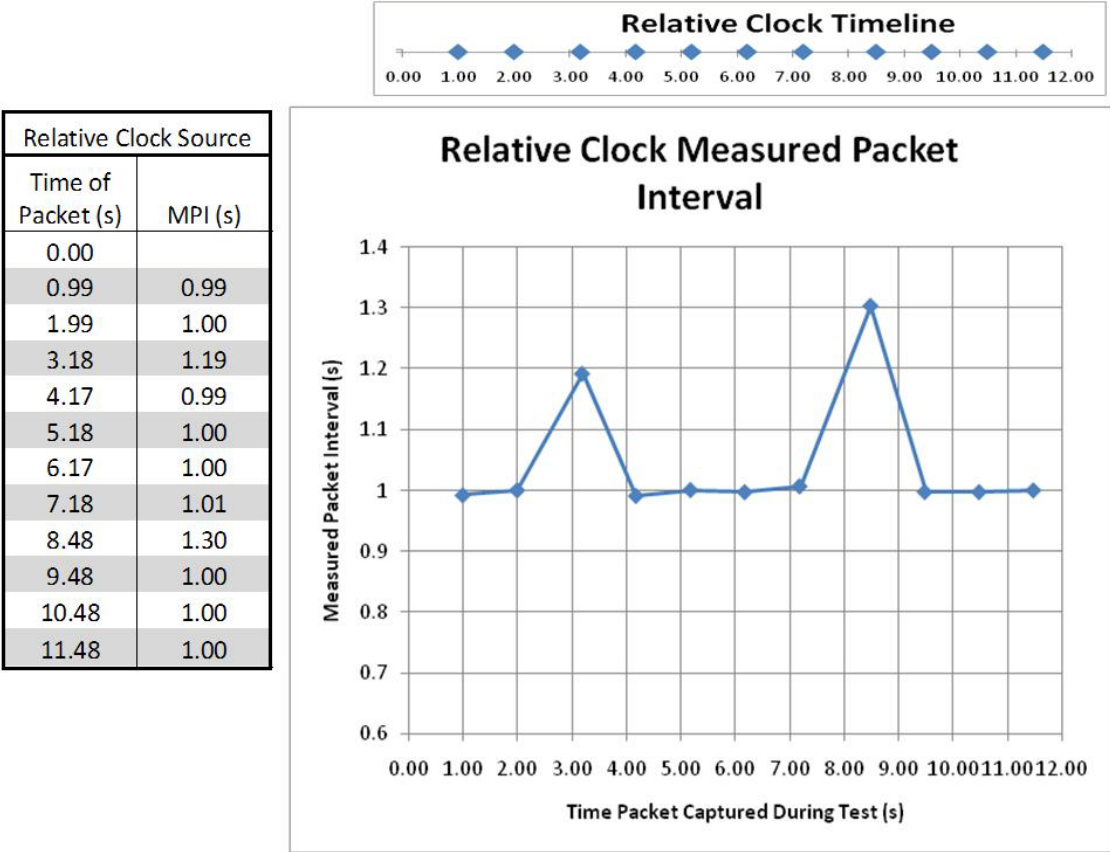 Relative Clock Timeline
0.00 1.00 2.00 3.00 4.00 5.00 6.00 7.00 8.00 9.00 10.00 11.00 12.00
Relative Clock Source
Time of
Packet (s) MPI (s)
0.00
0.99 0.99
1.99 1.00
3.18 1.19
4.17 0.99
5.18 1.00
6.17 1.00
7.18 1.01
8.48 1.30
9.48 1.00
10.48 1.00
11.48 1.00
Relative Clock Measured Packet
Interval
Measured Packet Interval (s)
1.4
1.3
1.2
1.1
1
0.9
0.8
0.7
0.6
0.00 1.00 2.00 3.00 4.00 5.00 6.00 7.00 8.00 9.00 10.00 11.00 12.00
Time Packet Captured During Test (s)